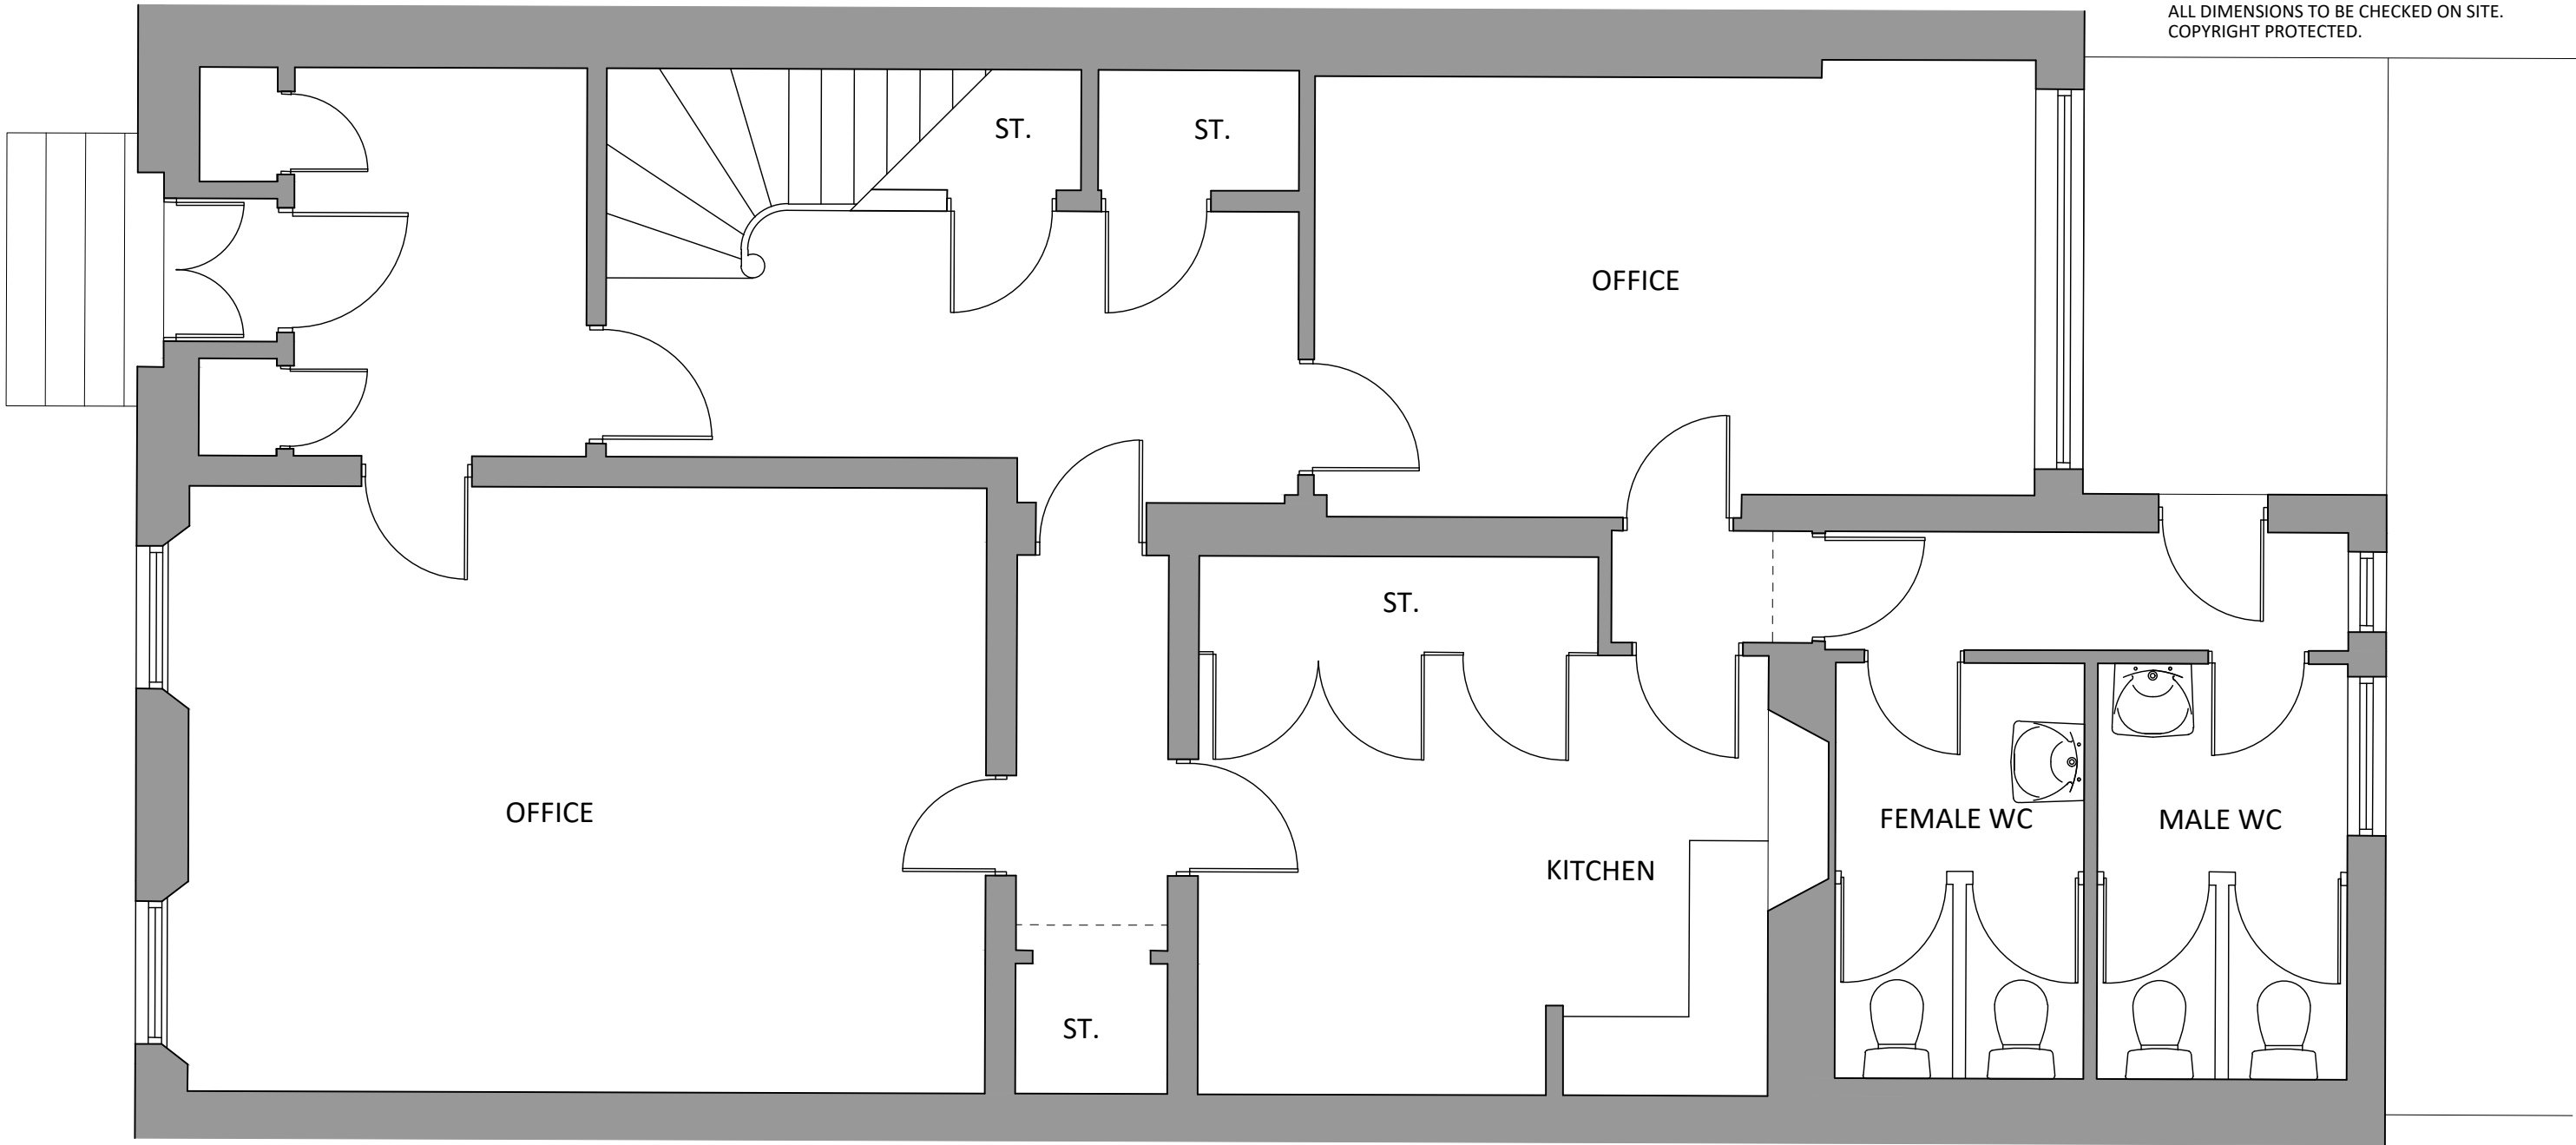 ALL DIMENSIONS TO BE CHECKED ON SITE.
COPYRIGHT PROTECTED.
ST.
ST.
OFFICE
ST.
OFFICE
FEMALE WC
MALE WC
KITCHEN
ST.